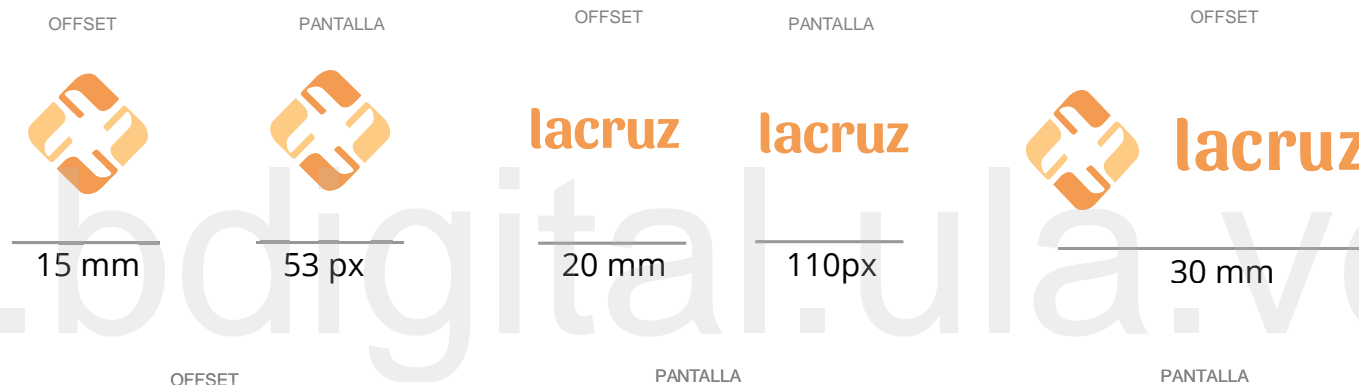 OFFSET PANTALLA OFFSET PANTALLA OFFSET
lacruz lacruz lacruz
15 mm 53 px 20 mm 110px 30 mm
.bdigital.ula.ve
OFFSET PANTALLA PANTALLA